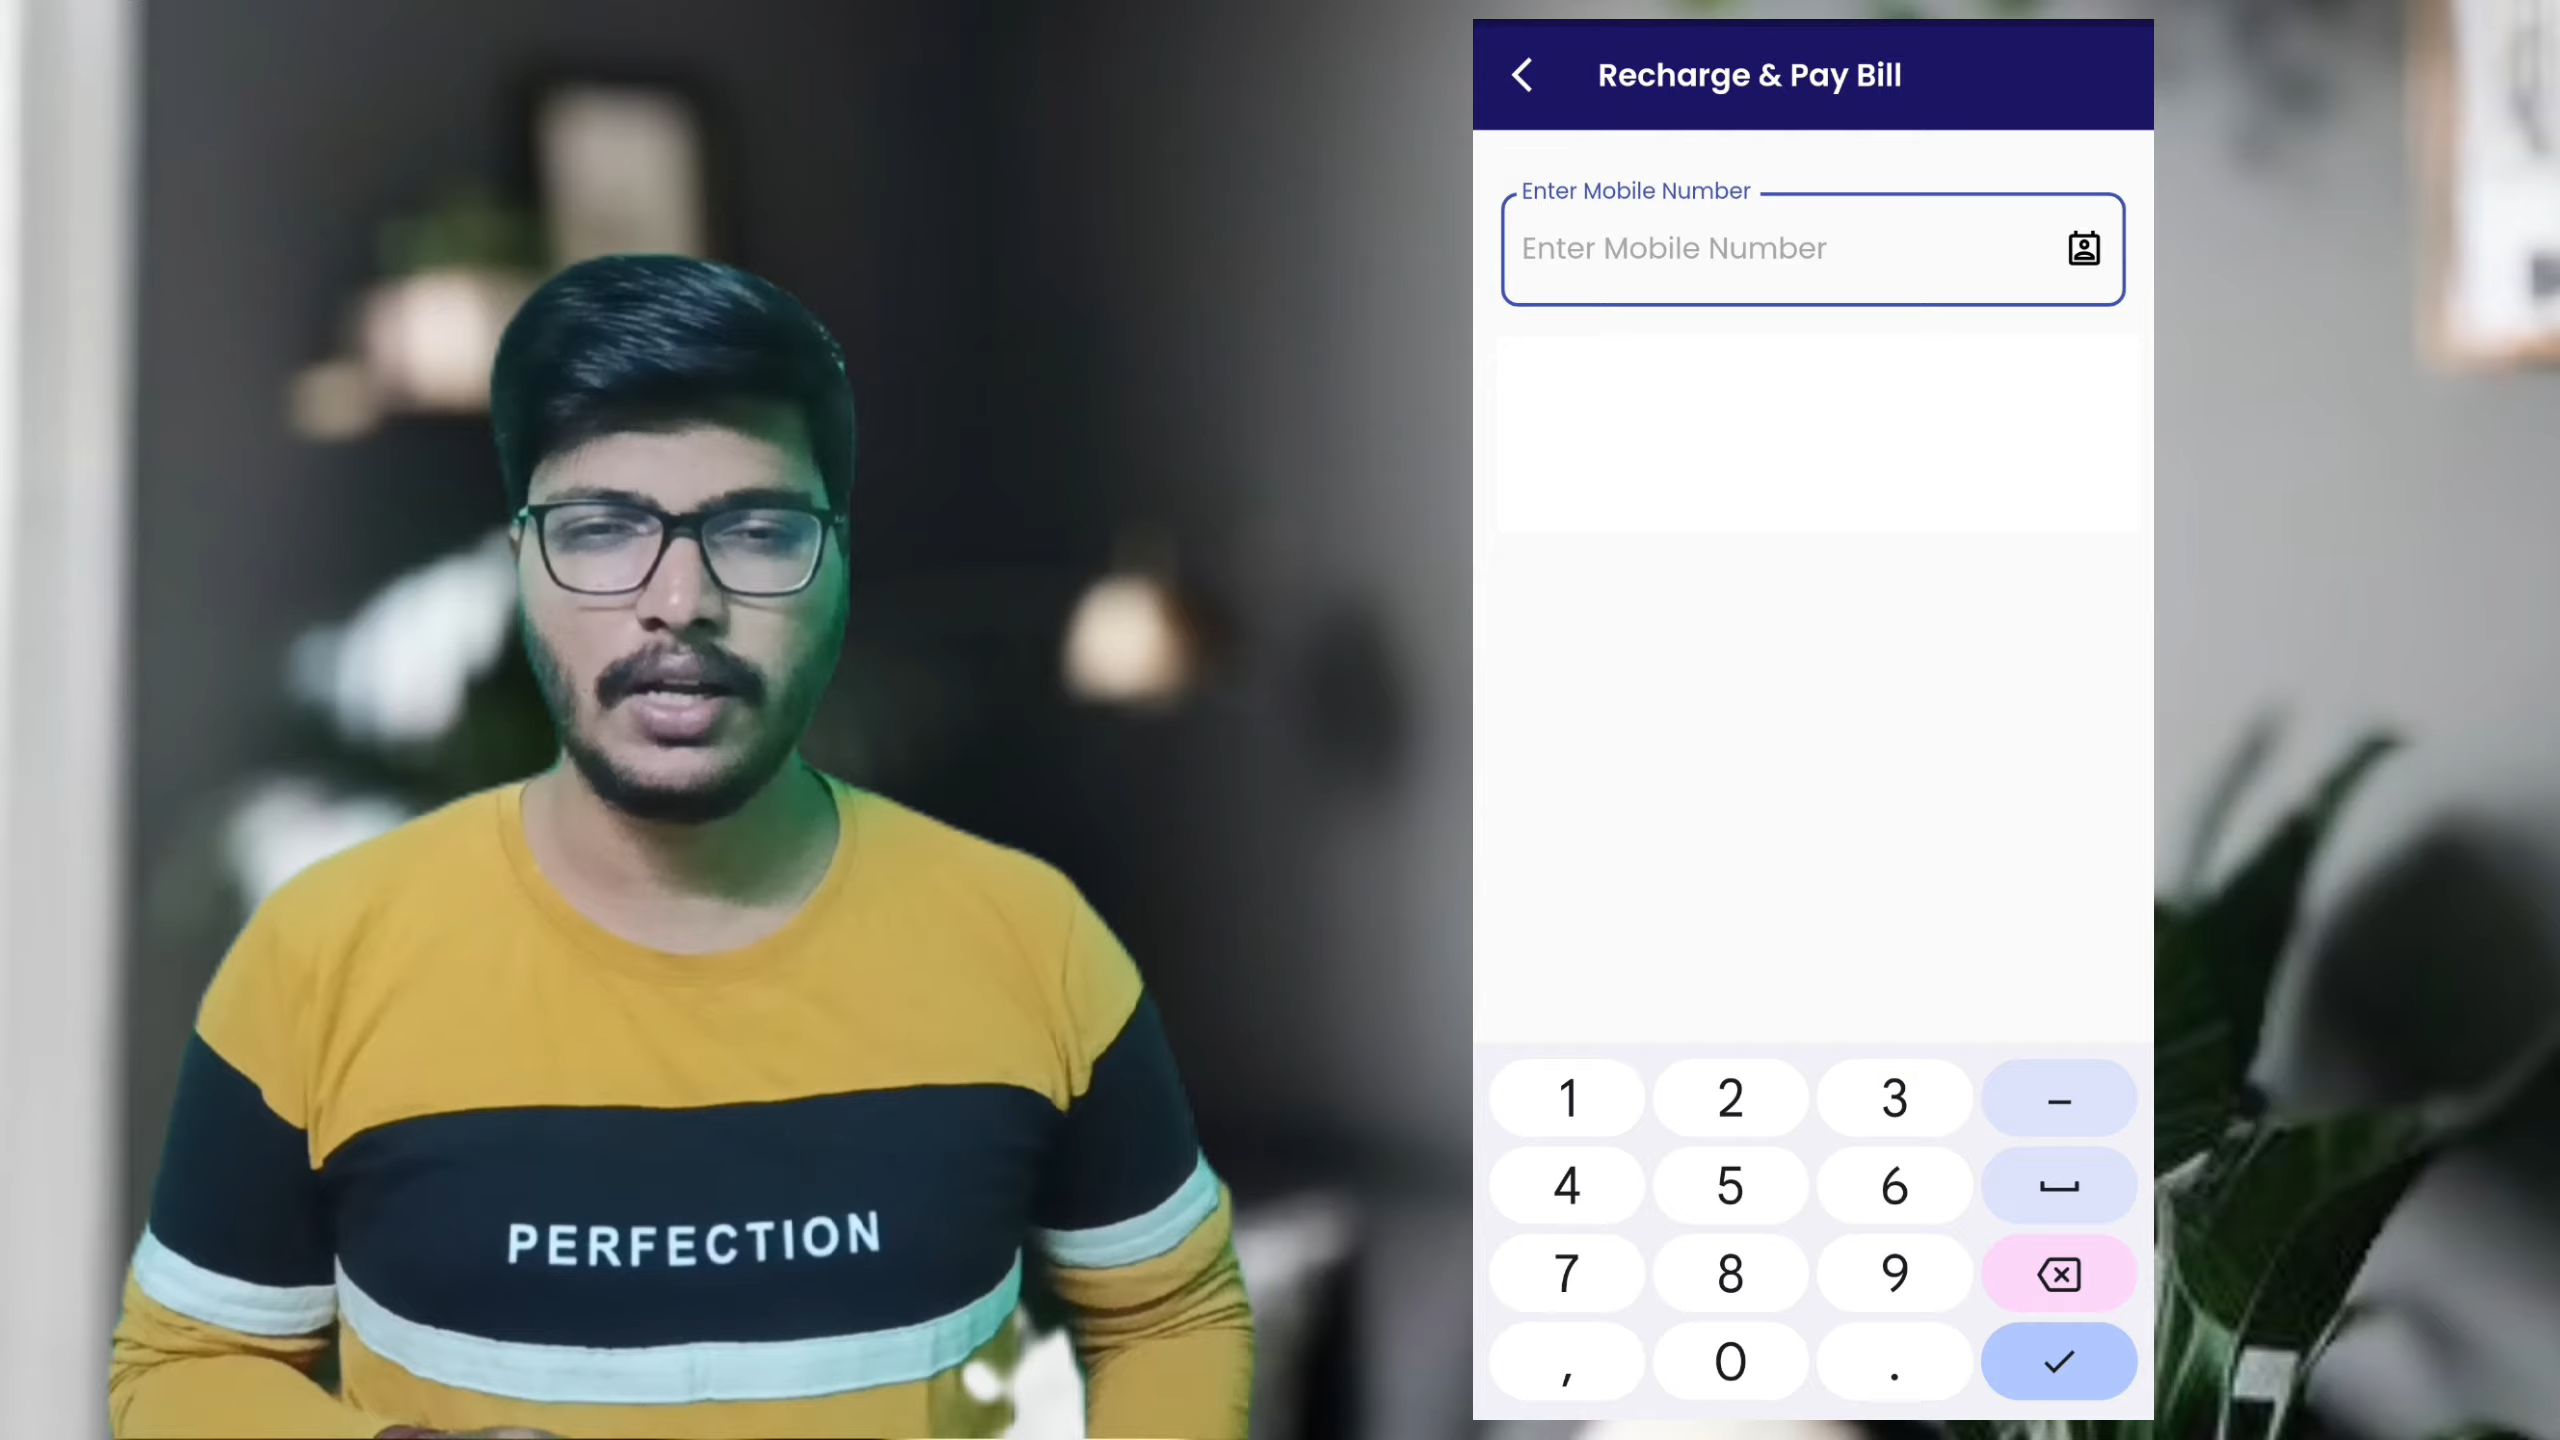 Recharge & Pay Bill
Enter Mobile Number
Enter Mobile Number
1 2 3 –
4 5 6
7 8 9
, 0 .
PERFECTION